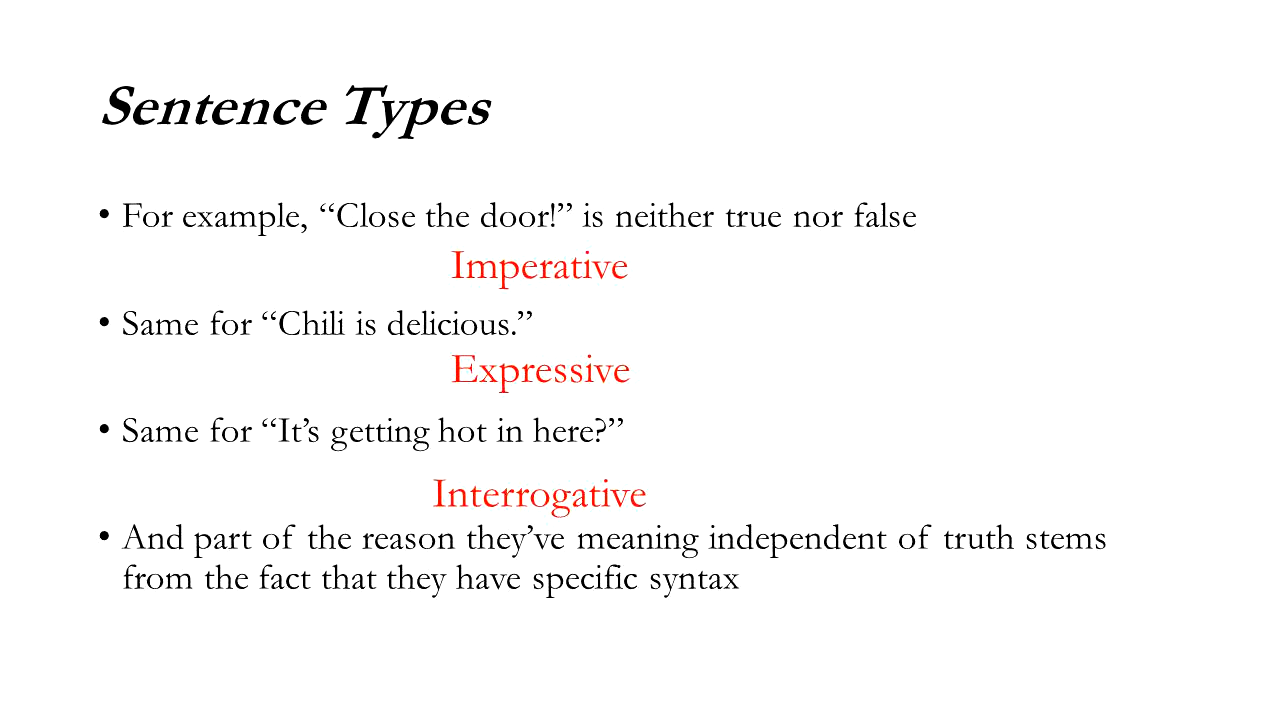 Sentence Types
• For example, “Close the door!” is neither true nor false
Imperative
• Same for “Chili is delicious.”
Expressive
• Same for “It’s getting hot in here?”
Interrogative
• And part of the reason they’ve meaning independent of truth stems
from the fact that they have specific syntax